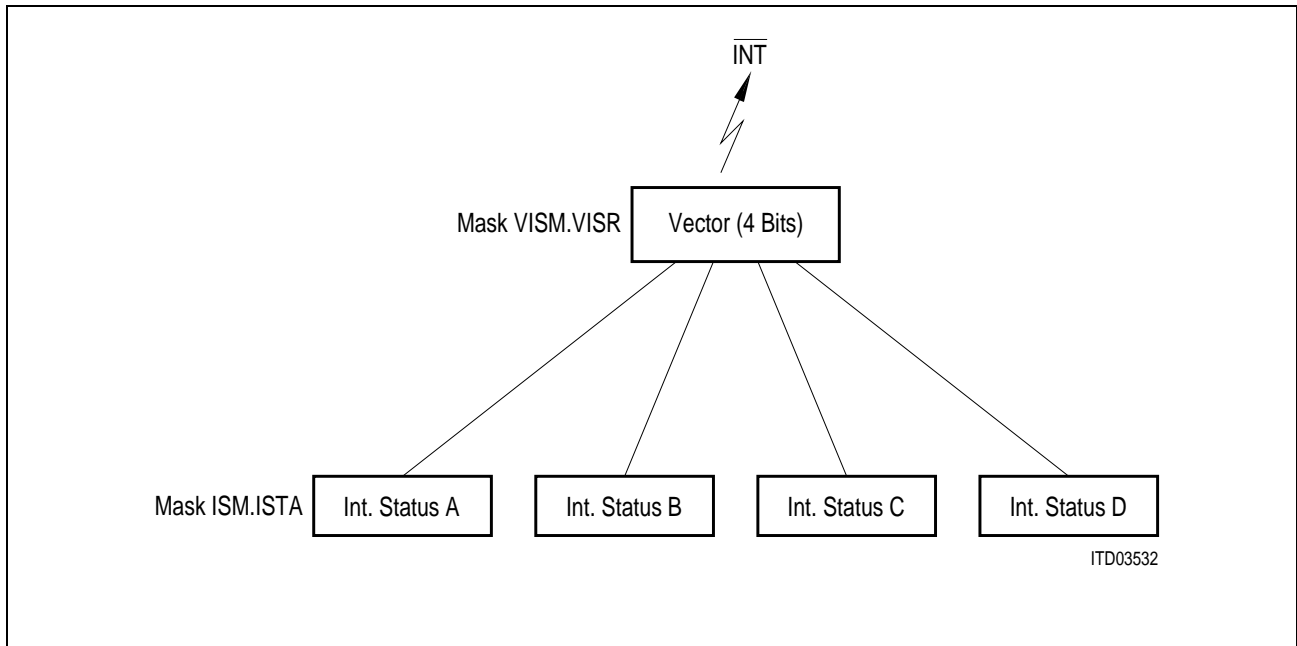 INT
Mask VISM.VISR Vector (4 Bits)
Mask ISM.ISTA Int. Status A Int. Status B Int. Status C Int. Status D
ITD03532